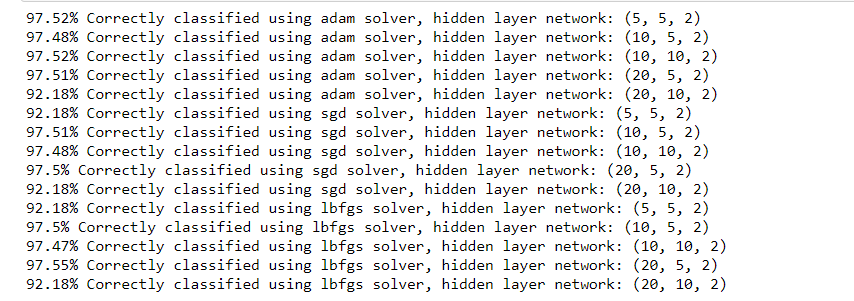 97.52% Correctly classified using adam solver, hidden layer network: (5, 5, 2)
97.48% Correctly classified using adam solver, hidden layer network: (10, 5, 2)
97.52% Correctly classified using adam solver, hidden layer network: (10, 10, 2)
97.51% Correctly classified using adam solver, hidden layer network: (20, 5, 2)
92.18% Correctly classified using adam solver, hidden layer network: (20, 10, 2)
92.18% Correctly classified using sgd solver, hidden layer network: (5, 5, 2)
97.51% Correctly classified using sgd solver, hidden layer network: (10, 5, 2)
97.48% Correctly classified using sgd solver, hidden layer network: (10, 10, 2)
97.5% Correctly classified using sgd solver, hidden layer network: (20, 5, 2)
92.18% Correctly classified using sgd solver, hidden layer network: (20, 10, 2)
92.18% Correctly classified using lbfgs solver, hidden layer network: (5, 5, 2)
97.5% Correctly classified using lbfgs solver, hidden layer network: (10, 5, 2)
97.47% Correctly classified using lbfgs solver, hidden layer network: (10, 10, 2)
97.55% Correctly classified using lbfgs solver, hidden layer network: (20, 5, 2)
92.18% Correctly classified using lbfgs solver, hidden layer network: (20, 10, 2)